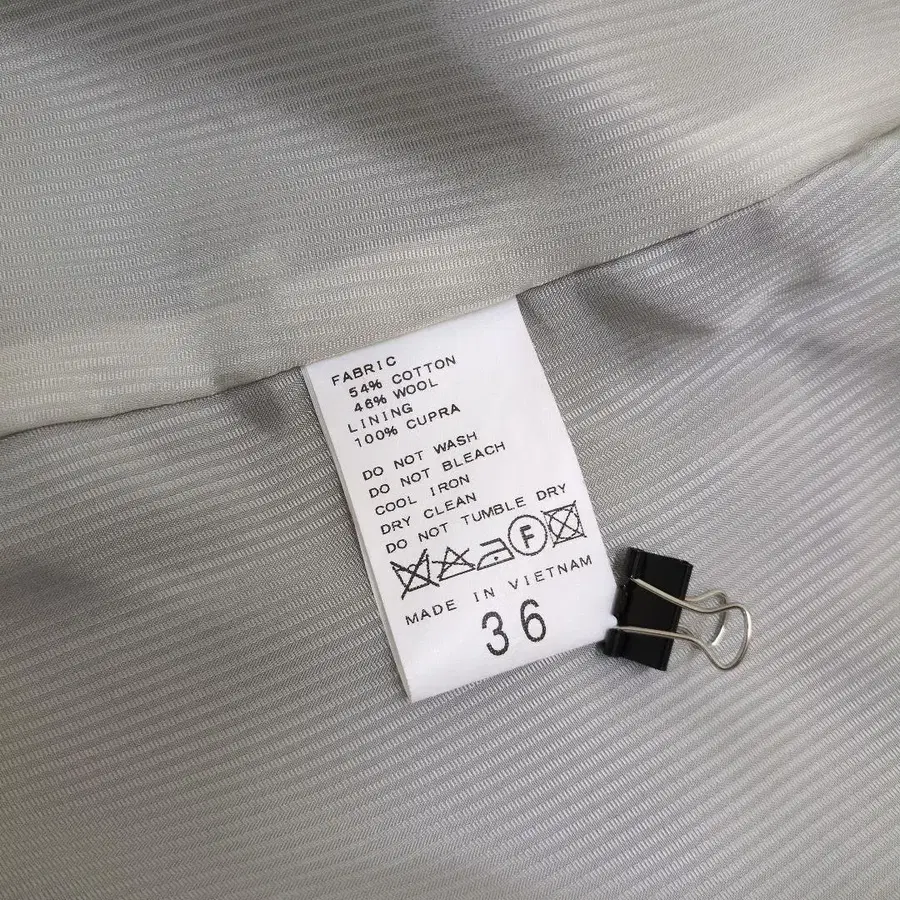 FABRIC
54% COTTON
46% WOOL
LINING
100% CUPRA
DO NOT WASH
DO NOT BLEACH
COOL IRON
DRY CLEAN
DO NOT TUMBLE DRY
F
MADE IN VIETNAM
36